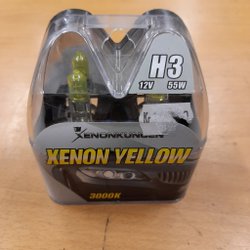 H3
12V 55W
XENONKUNGEN
XENON YELLOW
3000K